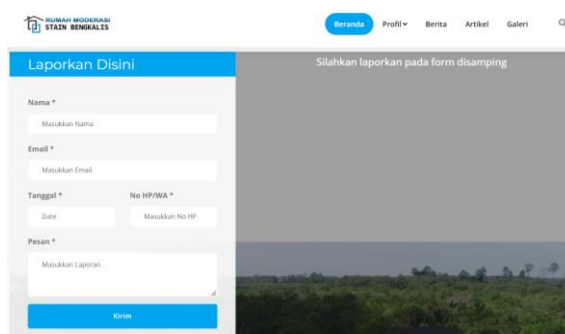 RUMAH MODERASI
STAIN BENGKALIS
Beranda Profil Berita Artikel Galeri
Laporkan Disini
Silahkan laporkan pada form disamping
Nama *
Masukkan Nama
Email *
Masukkan Email
Tanggal * No HP/WA *
Date Masukkan No HP
Pesan *
Masukkan Laporan
Kirim